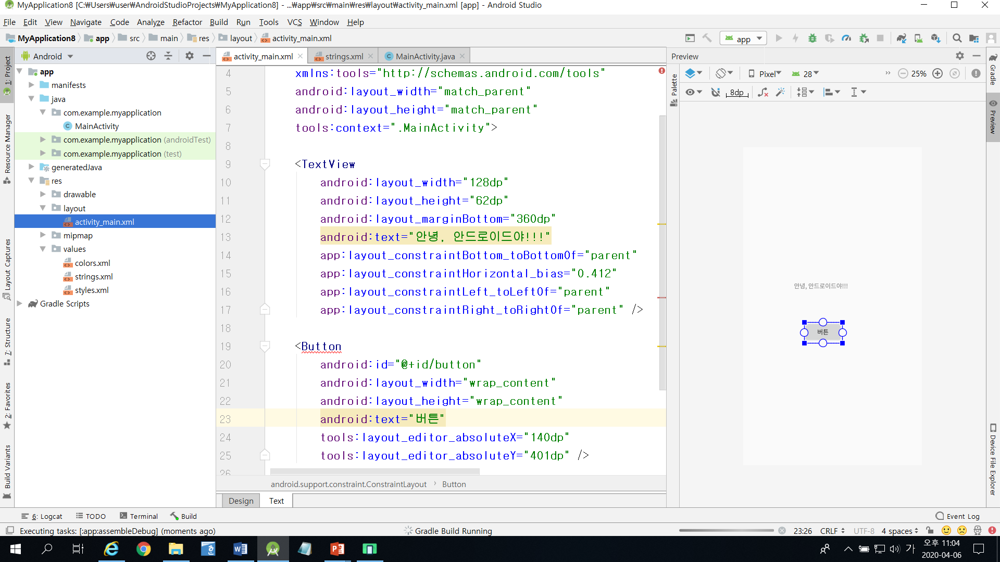 MyApplication8 [C:₩Users₩user₩AndroidStudioProjects₩MyApplication8] - ...₩app₩src₩main₩res₩layout₩activity_main.xml [app] - Android Studio
File Edit View Navigate Code Analyze Refactor Build Run Tools VCS Window Help
MyApplication8 app src main res layout activity_main.xml
app
Android
activity_main.xml strings.xml MainActivity.java
Preview
1: Project
Resource Manager
Layout Captures
7: Structure
2: Favorites
Build Variants
app
manifests
java
com.example.myapplication
MainActivity
com.example.myapplication (androidTest)
com.example.myapplication (test)
generatedJava
res
drawable
layout
activity_main.xml
mipmap
values
colors.xml
strings.xml
styles.xml
Gradle Scripts
4 xmlns:tools="http://schemas.android.com/tools"
5 android:layout_width="match_parent"
6 android:layout_height="match_parent"
7 tools:context=".MainActivity">
8
9 <TextView
10 android:layout_width="128dp"
11 android:layout_height="62dp"
12 android:layout_marginBottom="360dp"
13 android:text="안녕, 안드로이드야!!!"
14 app:layout_constraintBottom_toBottomOf="parent"
15 app:layout_constraintHorizontal_bias="0.412"
16 app:layout_constraintLeft_toLeftOf="parent"
17 app:layout_constraintRight_toRightOf="parent" />
18
19 <Button
20 android:id="@+id/button"
21 android:layout_width="wrap_content"
22 android:layout_height="wrap_content"
23 android:text="버튼"
24 tools:layout_editor_absoluteX="140dp"
25 tools:layout_editor_absoluteY="401dp" />
26
android.support.constraint.ConstraintLayout › Button
Design Text
Palette
Pixel 28 » 25%
8dp
안녕, 안드로이드야!!!
버튼
Gradle
Preview
Device File Explorer
6: Logcat TODO Terminal Build Event Log
Executing tasks: [:app:assembleDebug] (moments ago) Gradle Build Running 23:26 CRLF UTF-8 4 spaces
가 오후 11:04
2020-04-06